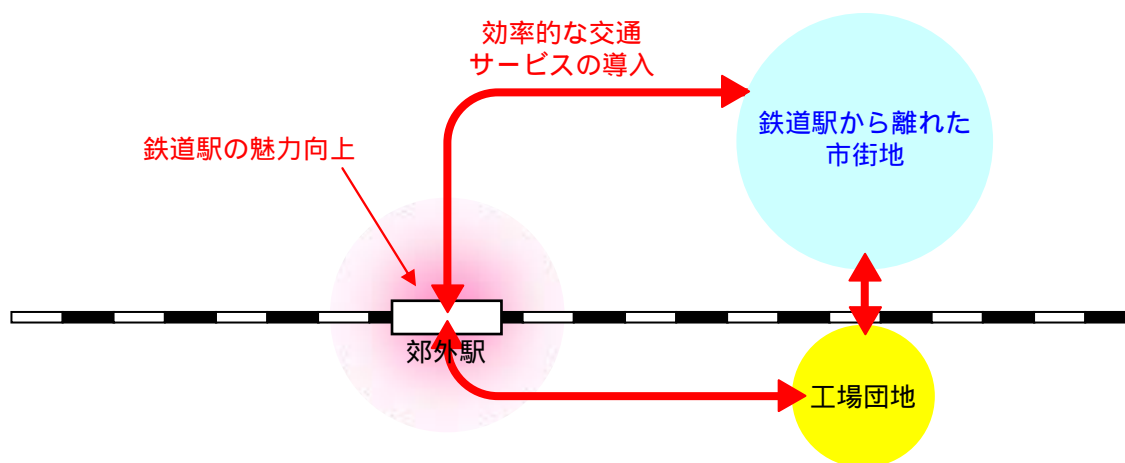 効率的な交通
サービスの導入
鉄道駅から離れた
市街地
鉄道駅の魅力向上
郊外駅
工場団地